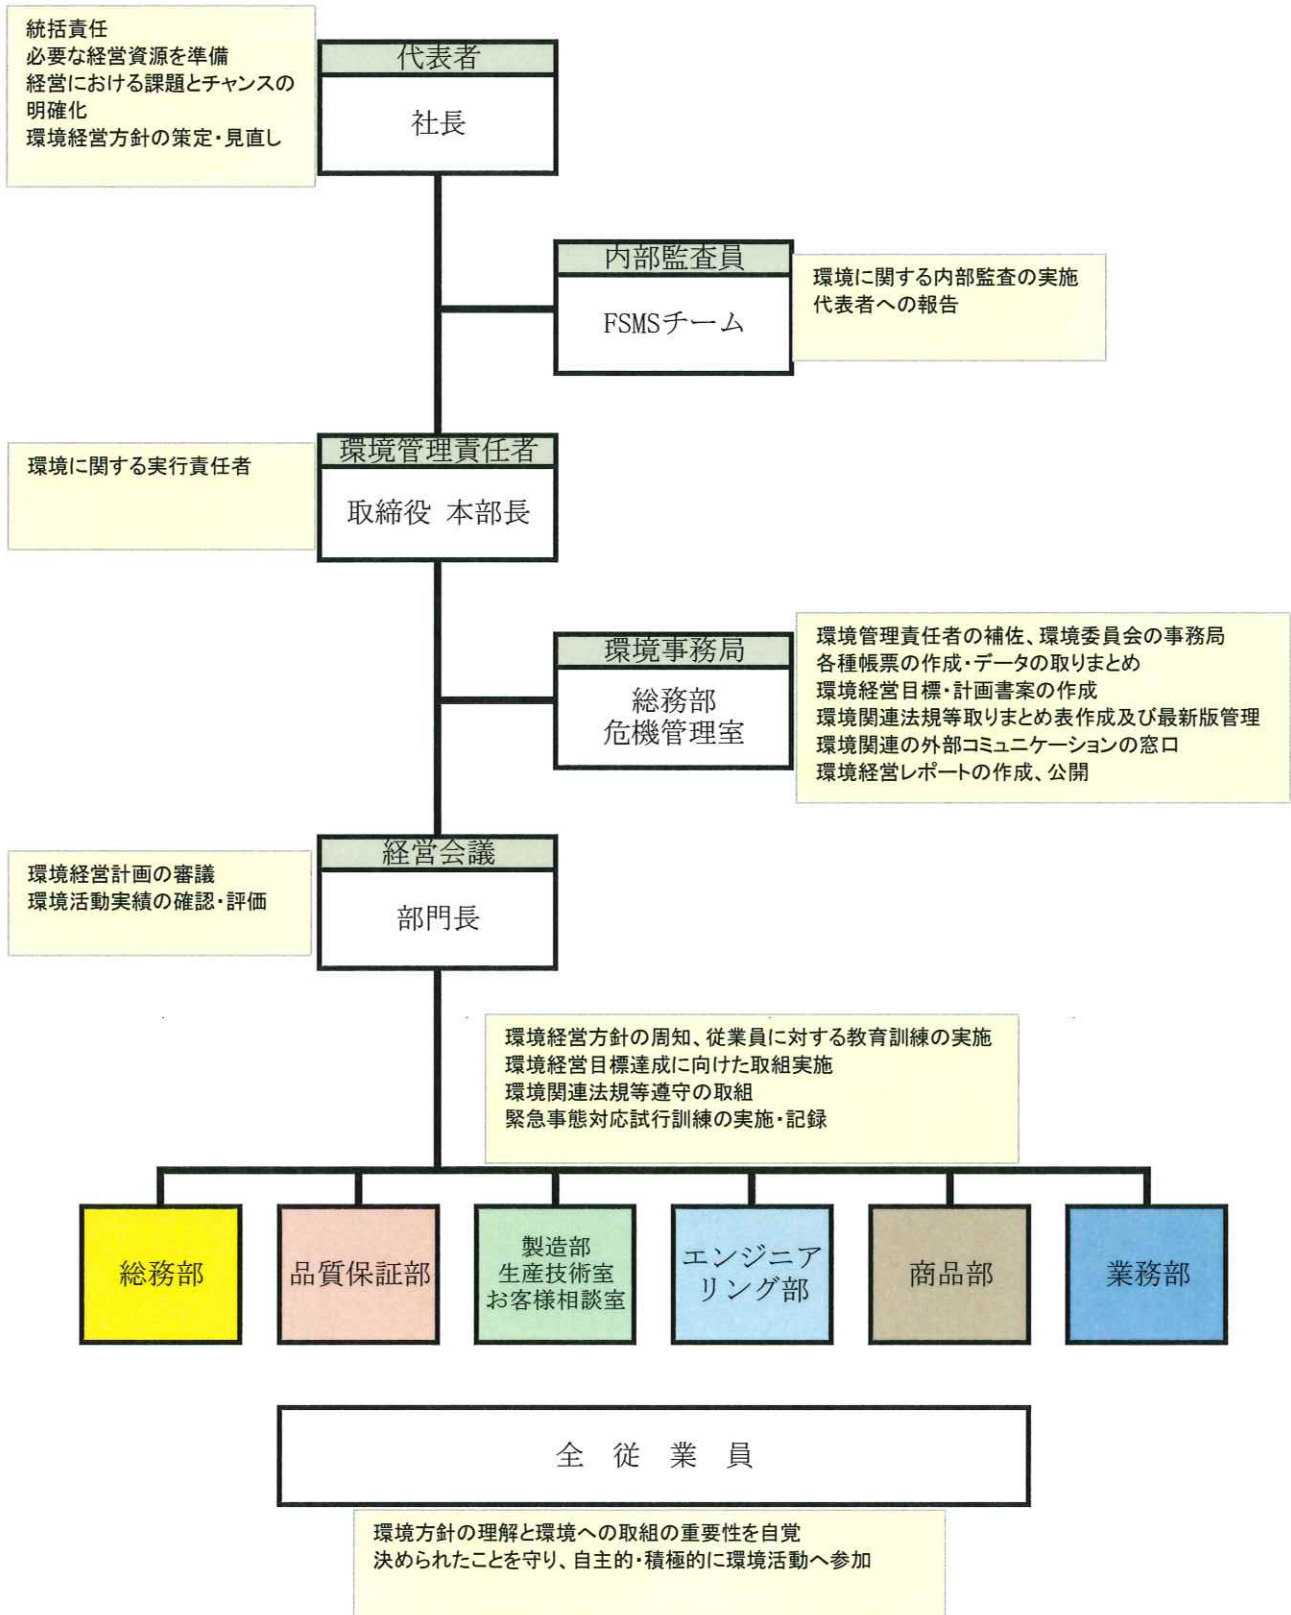 統括責任
必要な経営資源を準備
経営における課題とチャンスの
明確化
環境経営方針の策定・見直し
代表者
社長
内部監査員
FSMSチーム
環境に関する内部監査の実施
代表者への報告
環境に関する実行責任者
環境管理責任者
取締役 本部長
環境事務局
総務部
危機管理室
環境管理責任者の補佐、環境委員会の事務局
各種帳票の作成・データの取りまとめ
環境経営目標・計画書案の作成
環境関連法規等取りまとめ表作成及び最新版管理
環境関連の外部コミュニケーションの窓口
環境経営レポートの作成、公開
環境経営計画の審議
環境活動実績の確認・評価
経営会議
部門長
環境経営方針の周知、従業員に対する教育訓練の実施
環境経営目標達成に向けた取組実施
環境関連法規等遵守の取組
緊急事態対応試行訓練の実施・記録
総務部
品質保証部
製造部
生産技術室
お客様相談室
エンジニア
リング部
商品部
業務部
全 従 業 員
環境方針の理解と環境への取組の重要性を自覚
決められたことを守り、自主的・積極的に環境活動へ参加